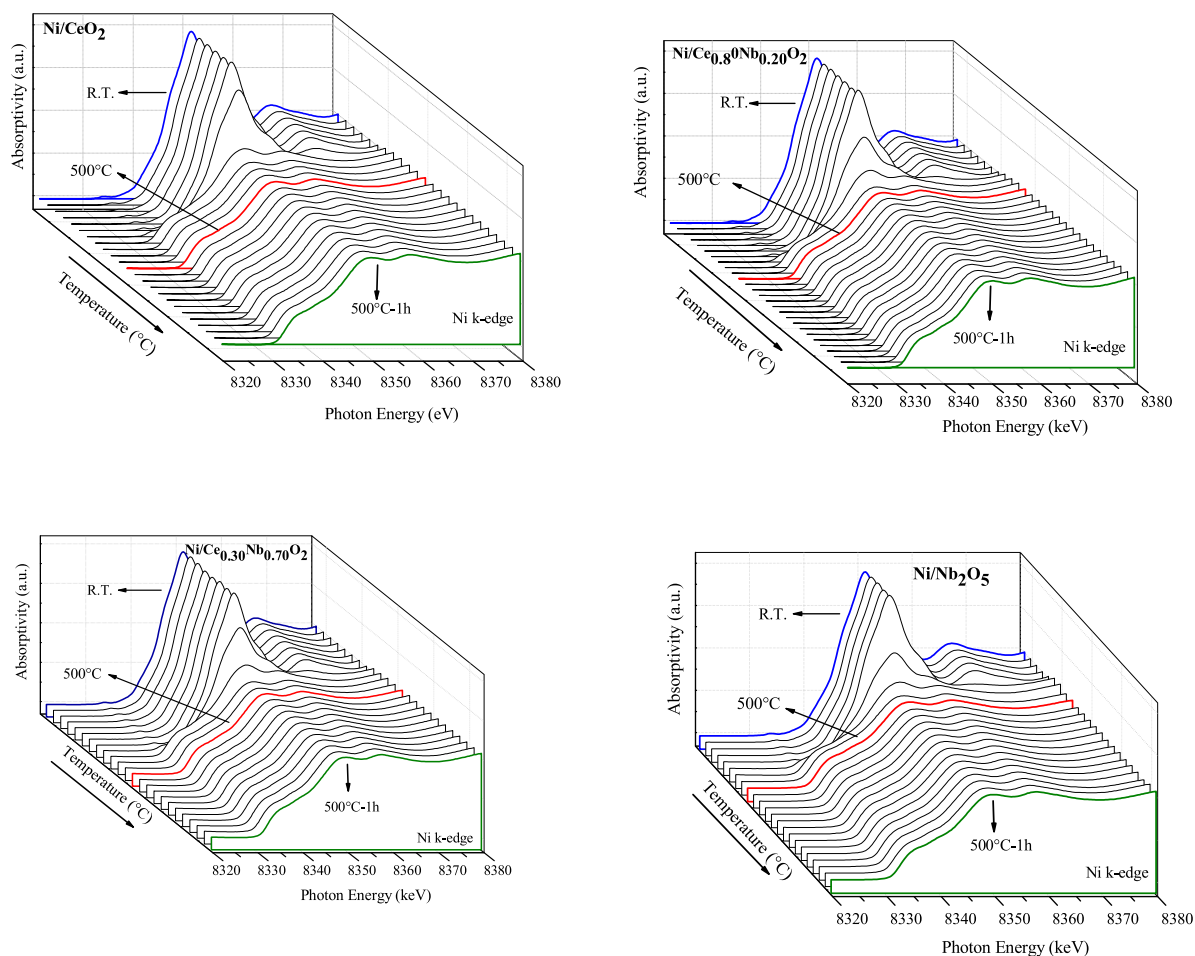 Ni/CeO2
Absorptivity (a.u.)
R.T.
500°C
500°C-1h
Ni k-edge
Temperature (°C)
8320 8330 8340 8350 8360 8370 8380
Photon Energy (eV)
Ni/Ce0.80Nb0.20O2
Absorptivity (a.u.)
R.T.
500°C
500°C-1h
Ni k-edge
Temperature (°C)
8320 8330 8340 8350 8360 8370 8380
Photon Energy (keV)
Ni/Ce0.30Nb0.70O2
Absorptivity (a.u.)
R.T.
500°C
500°C-1h
Ni k-edge
Temperature (°C)
8320 8330 8340 8350 8360 8370 8380
Photon Energy (keV)
Ni/Nb2O5
Absorptivity (a.u.)
R.T.
500°C
500°C-1h
Ni k-edge
Temperature (°C)
8320 8330 8340 8350 8360 8370 8380
Photon Energy (keV)